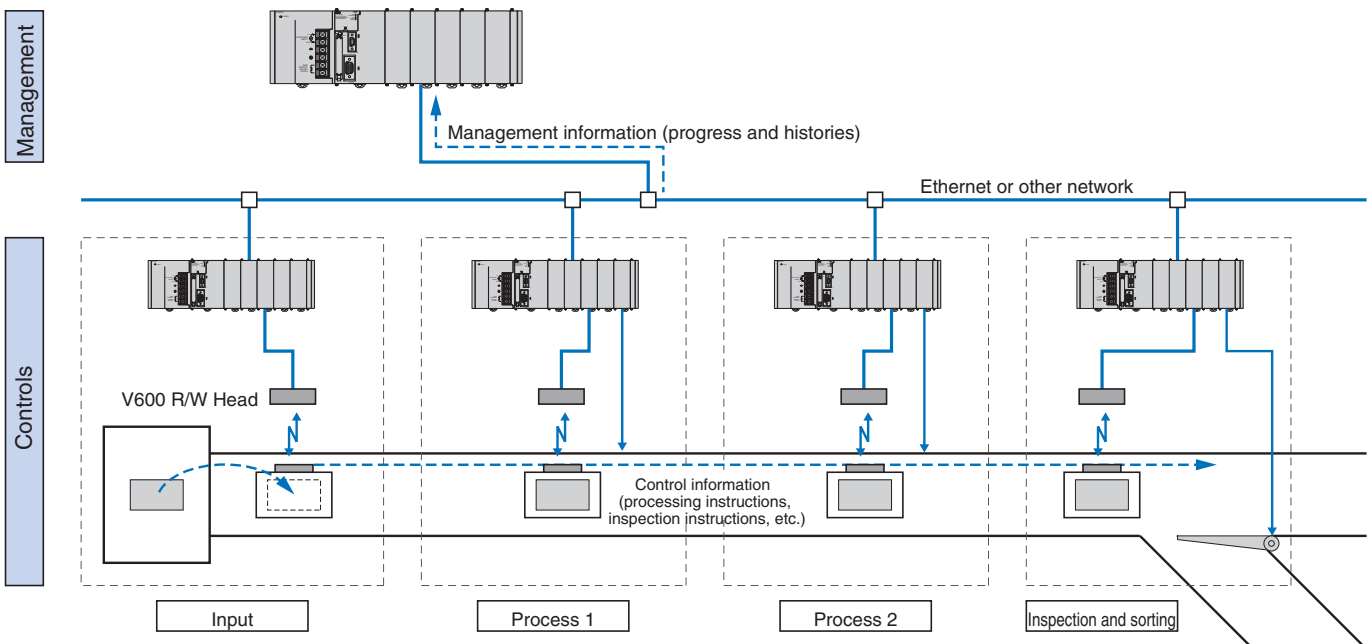 Management
Management information (progress and histories)
Ethernet or other network
Controls
V600 R/W Head
Control information
(processing instructions,
inspection instructions, etc.)
Input
Process 1
Process 2
Inspection and sorting